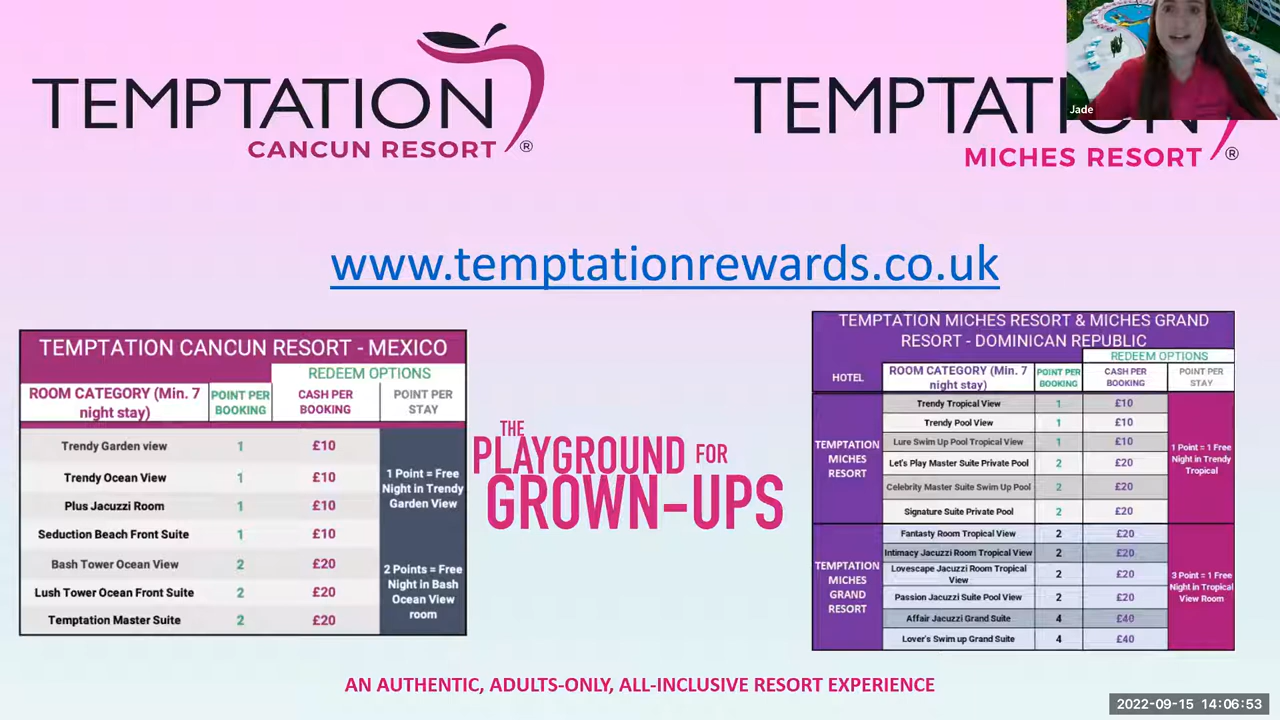 TEMPTATION
CANCUN RESORT ®
TEMPTATION
MICHES RESORT ®
Jade
www.temptationrewards.co.uk
TEMPTATION CANCUN RESORT - MEXICO
REDEEM OPTIONS
ROOM CATEGORY (Min. 7 night stay) POINT PER BOOKING CASH PER BOOKING POINT PER STAY
Trendy Garden view 1 £10
Trendy Ocean View 1 £10
Plus Jacuzzi Room 1 £10
Seduction Beach Front Suite 1 £10
Bash Tower Ocean View 2 £20
Lush Tower Ocean Front Suite 2 £20
Temptation Master Suite 2 £20
1 Point = Free
Night in Trendy
Garden View
2 Points = Free
Night in Bash
Ocean View
room
THE
PLAYGROUND FOR
GROWN-UPS
TEMPTATION MICHES RESORT & MICHES GRAND
RESORT - DOMINICAN REPUBLIC
REDEEM OPTIONS
HOTEL ROOM CATEGORY (Min. 7 night stay) POINT PER BOOKING CASH PER BOOKING POINT PER STAY
TEMPTATION
MICHES
RESORT
Trendy Tropical View 1 £10
Trendy Pool View 1 £10
Lure Swim Up Pool Tropical View 1 £10
Let's Play Master Suite Private Pool 2 £20
Celebrity Master Suite Swim Up Pool 2 £20
Signature Suite Private Pool 2 £20
1 Point = 1 Free
Night in Trendy
Tropical
TEMPTATION
MICHES
GRAND
RESORT
Fantasty Room Tropical View 2 £20
Intimacy Jacuzzi Room Tropical View 2 £20
Lovescape Jacuzzi Room Tropical View 2 £20
Passion Jacuzzi Suite Pool View 2 £20
Affair Jacuzzi Grand Suite 4 £40
Lover's Swim up Grand Suite 4 £40
3 Point = 1 Free
Night in Tropical
View Room
AN AUTHENTIC, ADULTS-ONLY, ALL-INCLUSIVE RESORT EXPERIENCE
2022-09-15 14:06:53